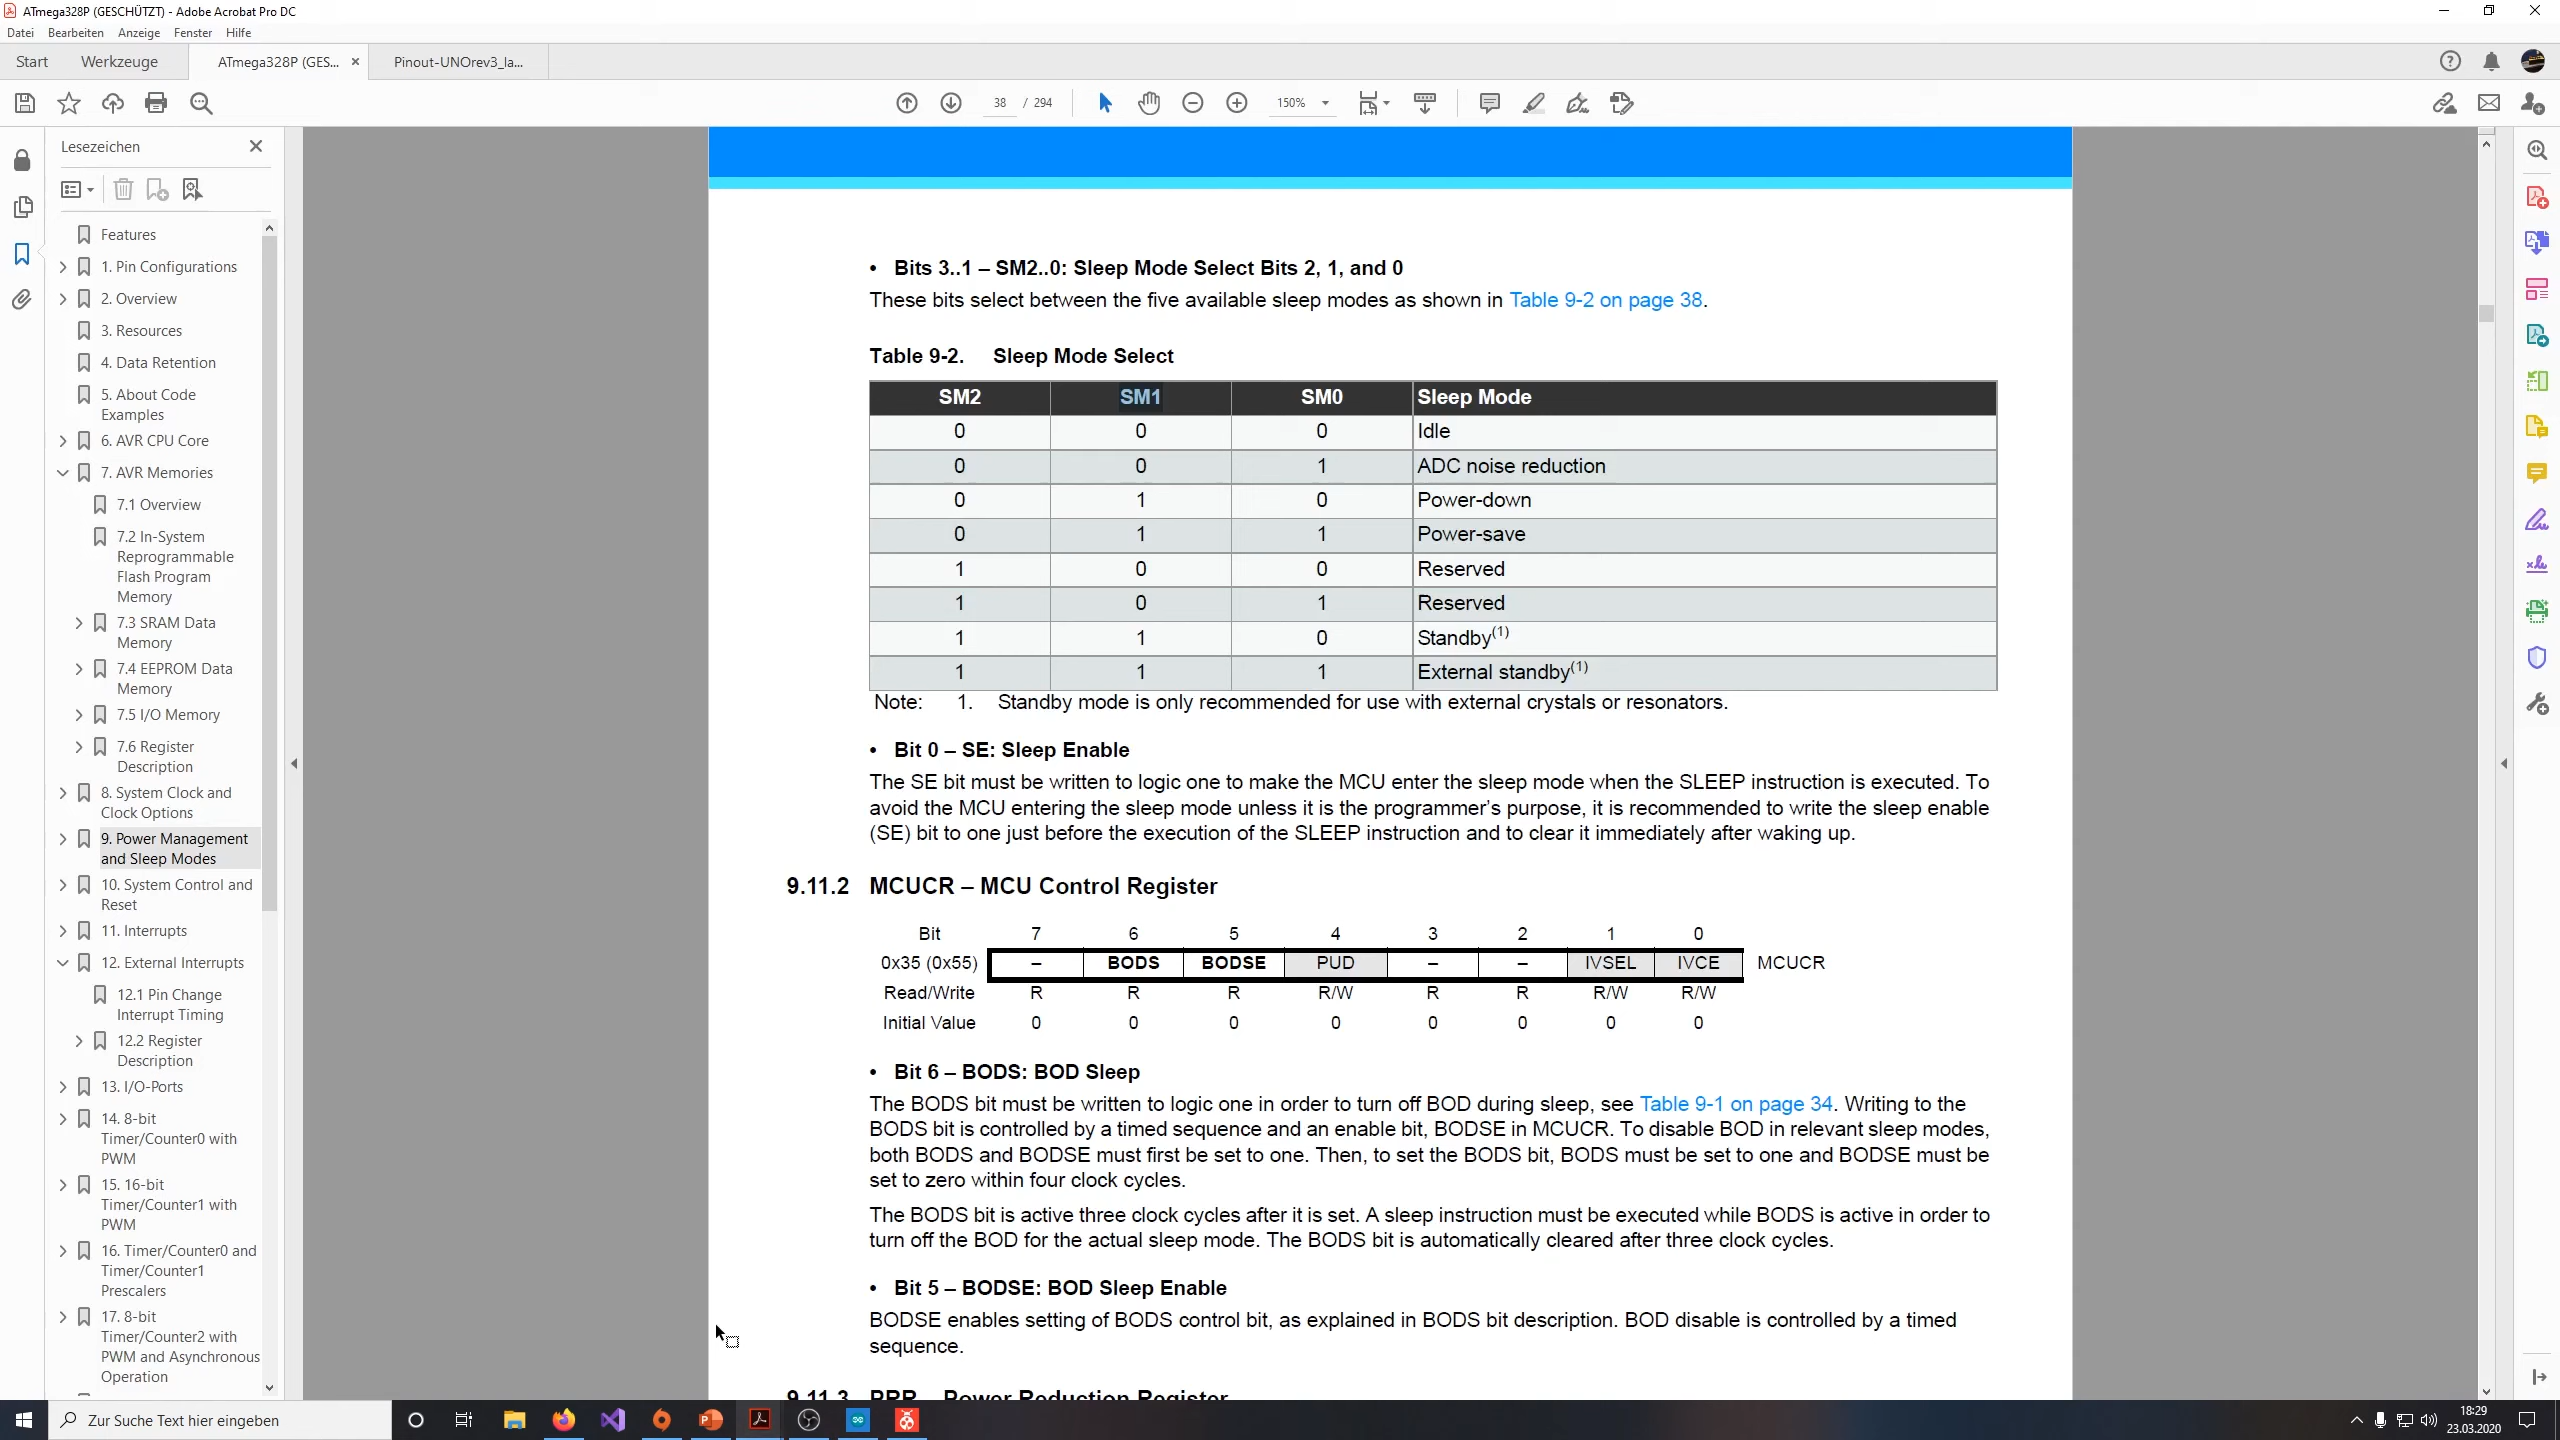 ATmega328P (GESCHÜTZT) - Adobe Acrobat Pro DC
Datei Bearbeiten Anzeige Fenster Hilfe
Start Werkzeuge ATmega328P (GES... × Pinout-UNOrev3_la...
38 / 294 150%
Lesezeichen
Features
1. Pin Configurations
2. Overview
3. Resources
4. Data Retention
5. About Code
Examples
6. AVR CPU Core
7. AVR Memories
7.1 Overview
7.2 In-System
Reprogrammable
Flash Program
Memory
7.3 SRAM Data
Memory
7.4 EEPROM Data
Memory
7.5 I/O Memory
7.6 Register
Description
8. System Clock and
Clock Options
9. Power Management
and Sleep Modes
10. System Control and
Reset
11. Interrupts
12. External Interrupts
12.1 Pin Change
Interrupt Timing
12.2 Register
Description
13. I/O-Ports
14. 8-bit
Timer/Counter0 with
PWM
15. 16-bit
Timer/Counter1 with
PWM
16. Timer/Counter0 and
Timer/Counter1
Prescalers
17. 8-bit
Timer/Counter2 with
PWM and Asynchronous
Operation
• Bits 3..1 – SM2..0: Sleep Mode Select Bits 2, 1, and 0
These bits select between the five available sleep modes as shown in Table 9-2 on page 38.
Table 9-2. Sleep Mode Select
SM2 SM1 SM0 Sleep Mode
0 0 0 Idle
0 0 1 ADC noise reduction
0 1 0 Power-down
0 1 1 Power-save
1 0 0 Reserved
1 0 1 Reserved
1 1 0 Standby(1)
1 1 1 External standby(1)
Note: 1. Standby mode is only recommended for use with external crystals or resonators.
• Bit 0 – SE: Sleep Enable
The SE bit must be written to logic one to make the MCU enter the sleep mode when the SLEEP instruction is executed. To
avoid the MCU entering the sleep mode unless it is the programmer's purpose, it is recommended to write the sleep enable
(SE) bit to one just before the execution of the SLEEP instruction and to clear it immediately after waking up.
9.11.2 MCUCR – MCU Control Register
Bit 7 6 5 4 3 2 1 0
0x35 (0x55) – BODS BODSE PUD – – IVSEL IVCE MCUCR
Read/Write R R R R/W R R R/W R/W
Initial Value 0 0 0 0 0 0 0 0
• Bit 6 – BODS: BOD Sleep
The BODS bit must be written to logic one in order to turn off BOD during sleep, see Table 9-1 on page 34. Writing to the
BODS bit is controlled by a timed sequence and an enable bit, BODSE in MCUCR. To disable BOD in relevant sleep modes,
both BODS and BODSE must first be set to one. Then, to set the BODS bit, BODS must be set to one and BODSE must be
set to zero within four clock cycles.
The BODS bit is active three clock cycles after it is set. A sleep instruction must be executed while BODS is active in order to
turn off the BOD for the actual sleep mode. The BODS bit is automatically cleared after three clock cycles.
• Bit 5 – BODSE: BOD Sleep Enable
BODSE enables setting of BODS control bit, as explained in BODS bit description. BOD disable is controlled by a timed
sequence.
9.11.3 PRR – Power Reduction Register
Zur Suche Text hier eingeben
18:29
23.03.2020